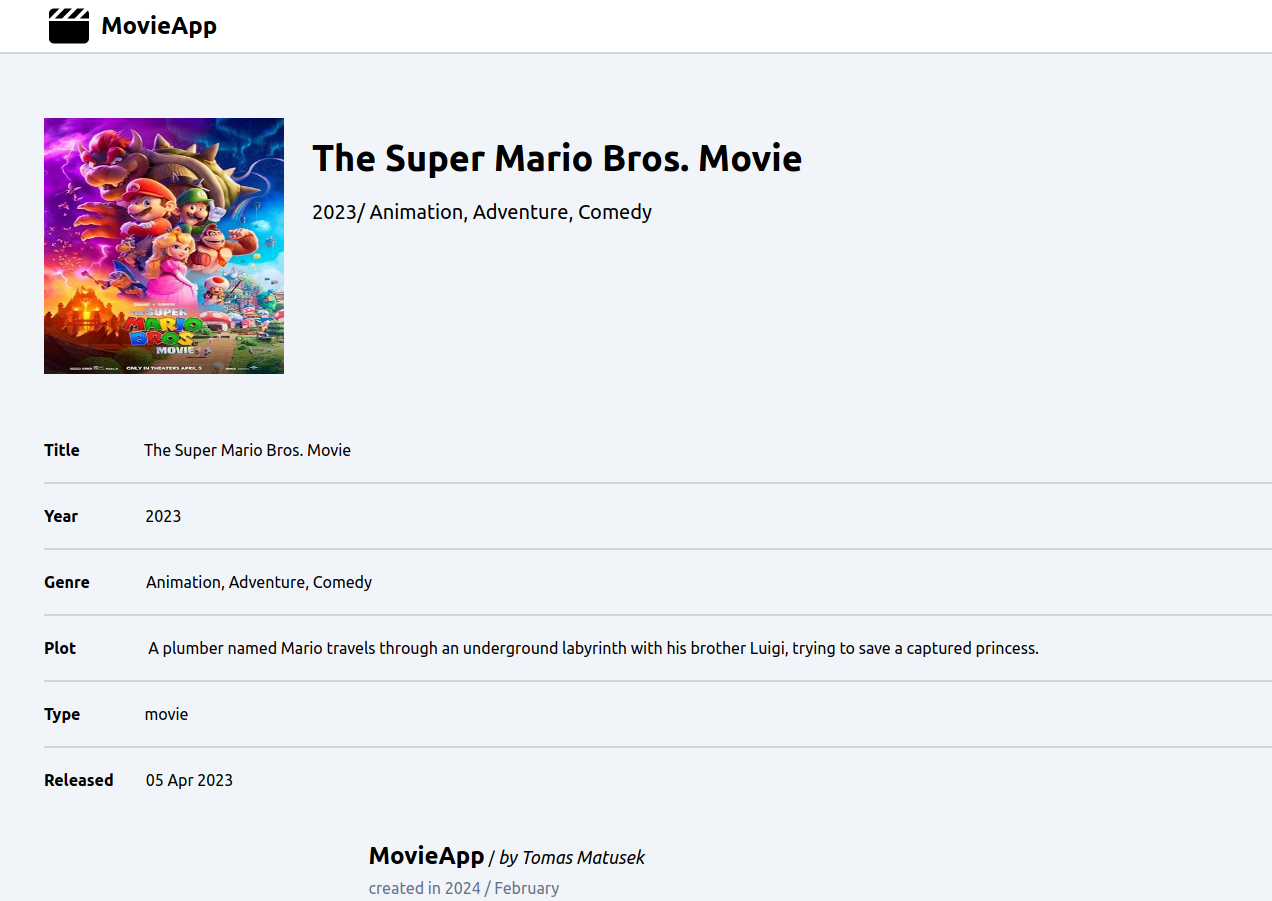 MovieApp
The Super Mario Bros. Movie
2023/ Animation, Adventure, Comedy
THE SUPER
MARIO
BROS
MOVIE
ONLY IN THEATERS APRIL 5
Title The Super Mario Bros. Movie
Year 2023
Genre Animation, Adventure, Comedy
Plot A plumber named Mario travels through an underground labyrinth with his brother Luigi, trying to save a captured princess.
Type movie
Released 05 Apr 2023
MovieApp / by Tomas Matusek
created in 2024 / February